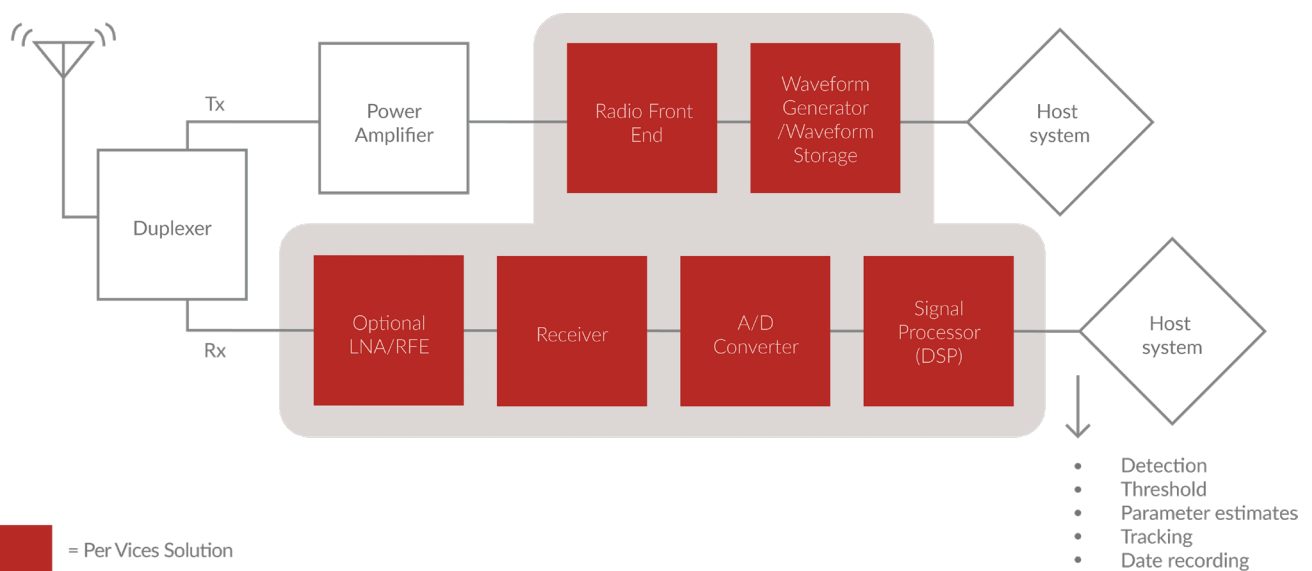 Tx
Power
Amplifier
Radio Front
End
Waveform
Generator
/Waveform
Storage
Host
system
Duplexer
Rx
Optional
LNA/RFE
Receiver
A/D
Converter
Signal
Processor
(DSP)
Host
system
• Detection
• Threshold
• Parameter estimates
• Tracking
• Date recording
= Per Vices Solution